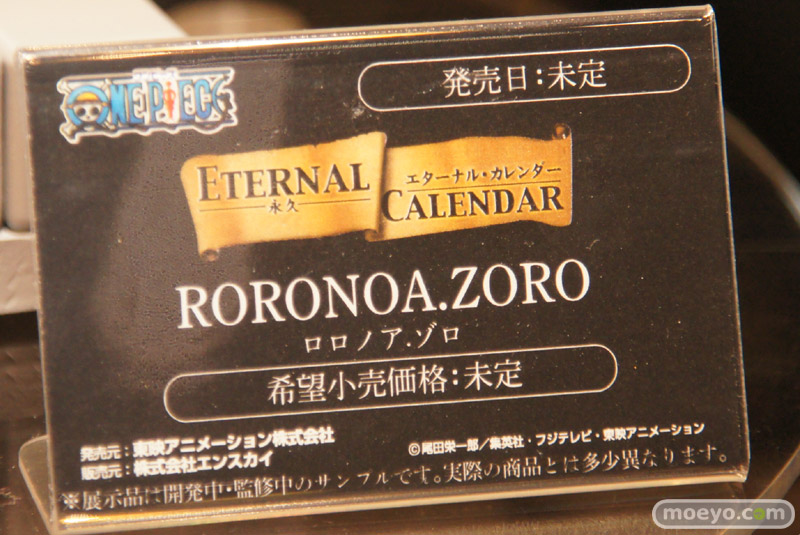 ONE PIECE
発売日：未定
ETERNAL
永久
エターナル・カレンダー
CALENDAR
RORONOA.ZORO
ロロノア.ゾロ
希望小売価格：未定
発売元：東映アニメーション株式会社
販売元：株式会社エンスカイ
©尾田栄一郎／集英社・フジテレビ・東映アニメーション
※展示品は開発中・監修中のサンプルです。実際の商品とは多少異なります。
moeyo.com